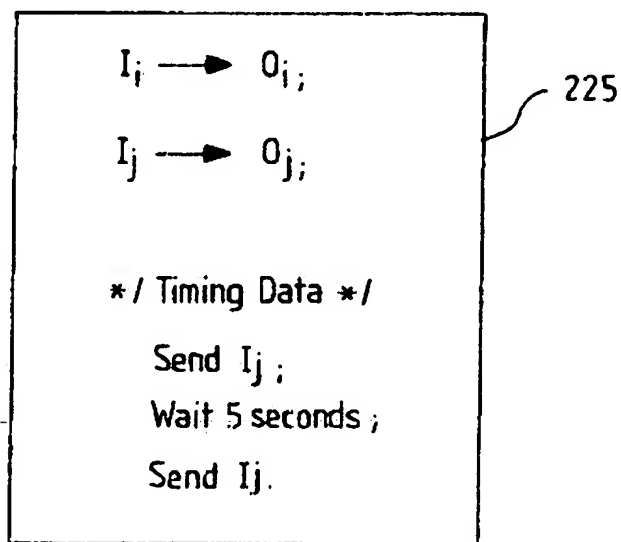 Ii → Oi;
225
Ij → Oj;
*/ Timing Data */
Send Ij;
Wait 5 seconds;
Send Ij.